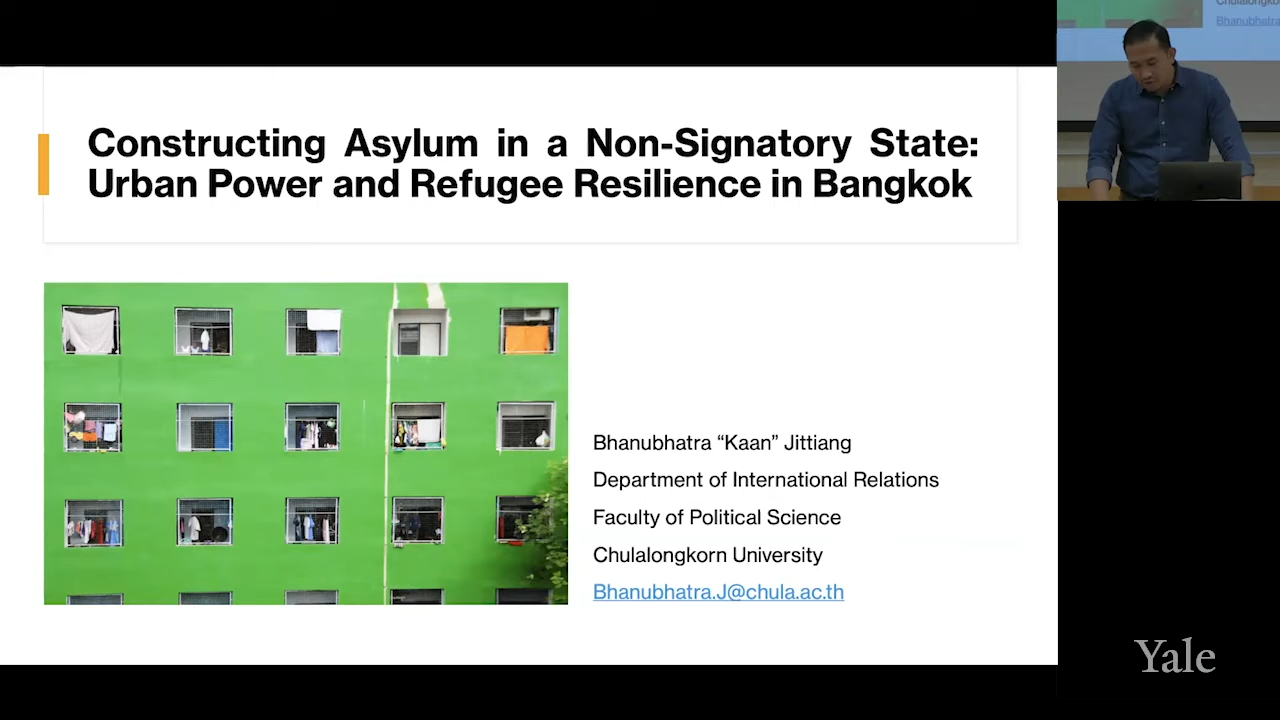 Constructing Asylum in a Non-Signatory State:
Urban Power and Refugee Resilience in Bangkok
Bhanubhatra “Kaan” Jittiang
Department of International Relations
Faculty of Political Science
Chulalongkorn University
Bhanubhatra.J@chula.ac.th
Yale